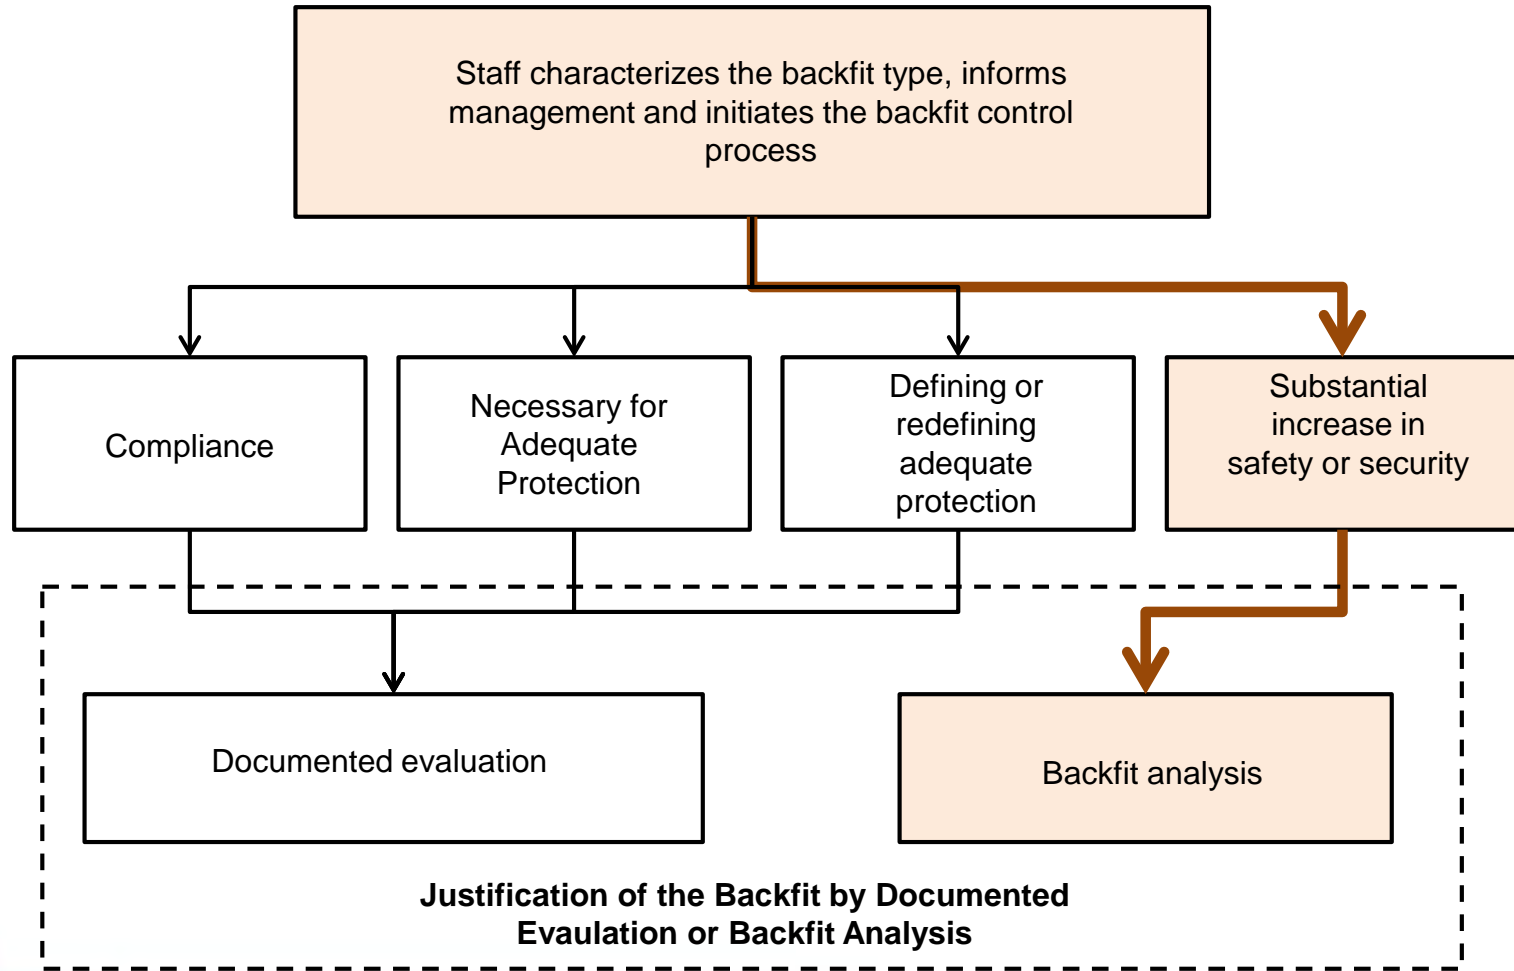 Staff characterizes the backfit type, informs
management and initiates the backfit control
process
Compliance
Necessary for
Adequate
Protection
Defining or
redefining
adequate
protection
Substantial
increase in
safety or security
Documented evaluation
Backfit analysis
Justification of the Backfit by Documented
Evaulation or Backfit Analysis